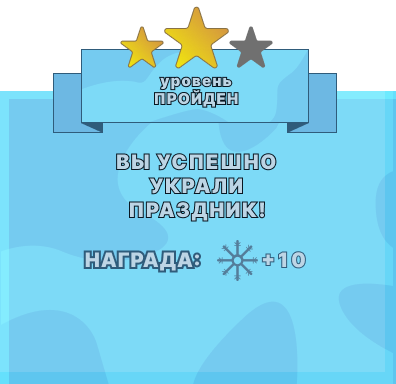 уровень
ПРОЙДЕН
ВЫ УСПЕШНО
УКРАЛИ
ПРАЗДНИК!
НАГРАДА: +10